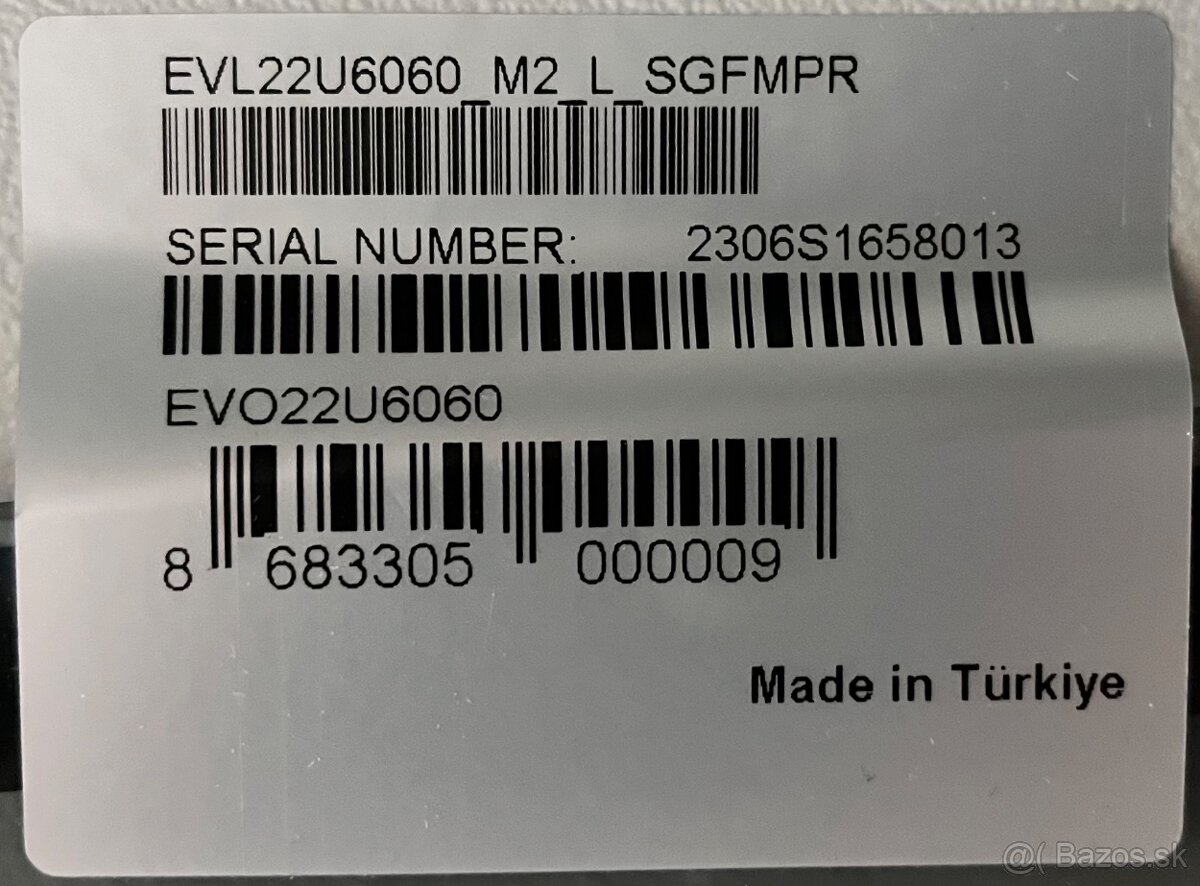 EVL22U6060_M2_L_SGFMPR
SERIAL NUMBER: 2306S1658013
EVO22U6060
8 683305 000009
Made in Türkiye
@( Bazos.sk